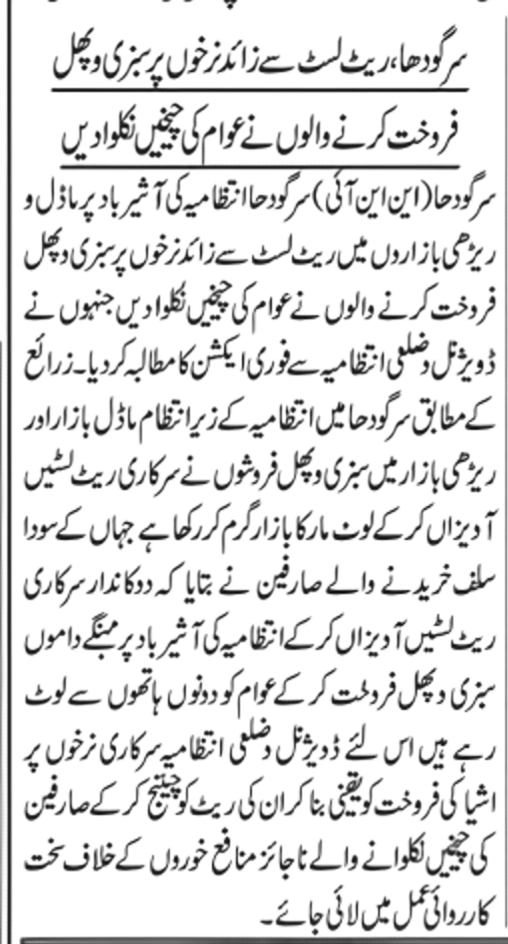 سرگودھا، ریٹ لسٹ سے زائد نرخوں پر سبزی و پھل
فروخت کرنے والوں نے عوام کی چیخیں نکلوا دیں
سرگودھا (این این آئی) سرگودھا انتظامیہ کی آشیر باد پر ماڈل و
ریڑھی بازاروں میں ریٹ لسٹ سے زائد نرخوں پر سبزی و پھل
فروخت کرنے والوں نے عوام کی چیخیں نکلوا دیں جنہوں نے
ڈویژنل و ضلعی انتظامیہ سے فوری ایکشن کا مطالبہ کر دیا۔ زرائع
کے مطابق سرگودھا میں انتظامیہ کے زیر انتظام ماڈل بازار اور
ریڑھی بازار میں سبزی و پھل فروشوں نے سرکاری ریٹ لسٹیں
آویزاں کر کے لوٹ مار کا بازار گرم کر رکھا ہے جہاں کے سودا
سلف خریدنے والے صارفین نے بتایا کہ دوکاندار سرکاری
ریٹ لسٹیں آویزاں کر کے انتظامیہ کی آشیر باد پر مہنگے داموں
سبزی و پھل فروخت کر کے عوام کو دونوں ہاتھوں سے لوٹ
رہے ہیں اس لئے ڈویژنل و ضلعی انتظامیہ سرکاری نرخوں پر
اشیا کی فروخت کو یقینی بنا کر ان کی ریٹ کو چیلنج کر کے صارفین
کی چیخیں نکلوانے والے ناجائز منافع خوروں کے خلاف سخت
کارروائی عمل میں لائی جائے۔